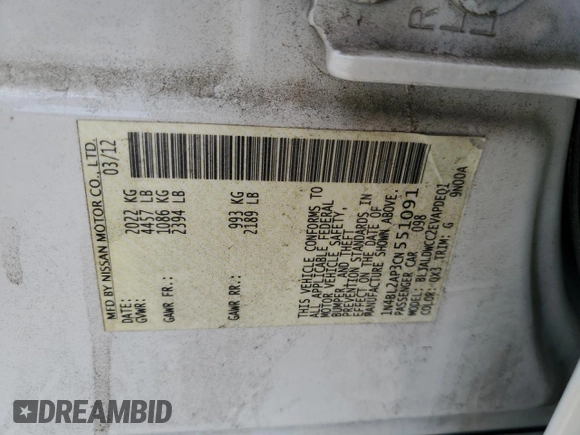 MFD BY NISSAN MOTOR CO., LTD.
03/12
GVWR: 2022 KG
4457 LB
GAWR FR.: 1086 KG
2394 LB
GAWR RR.: 993 KG
2189 LB
THIS VEHICLE CONFORMS TO
ALL APPLICABLE FEDERAL
MOTOR VEHICLE SAFETY,
BUMPER, AND THEFT
PREVENTION STANDARDS IN
EFFECT ON THE DATE OF
MANUFACTURE SHOWN ABOVE.
1N4BL2AP3CN551091
PASSENGER CAR 098
MODEL: BLJALDWCC2EVAPDEQI
COLOR: QX3 TRIM: G 9N00A
R
DREAMBID